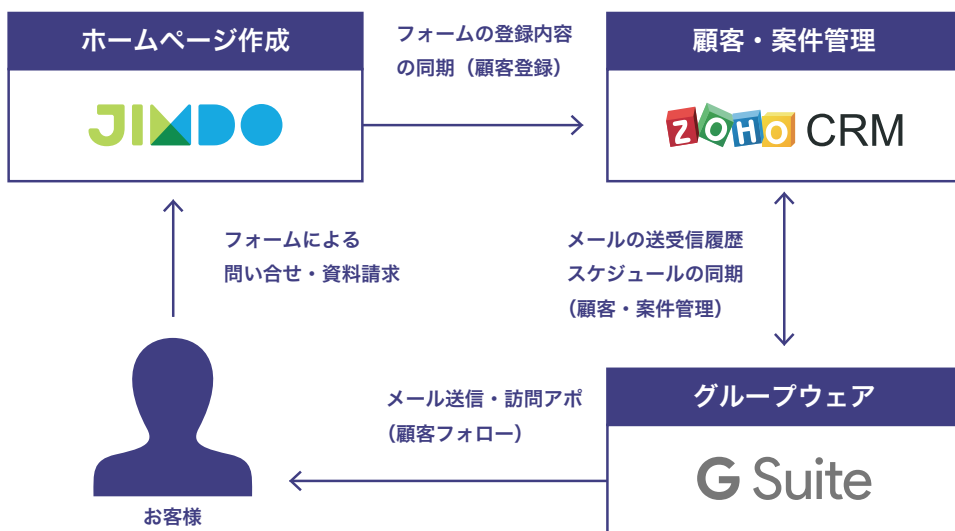 ホームページ作成
JIMDO
フォームの登録内容
の同期（顧客登録）
顧客・案件管理
ZOHO CRM
フォームによる
問い合せ・資料請求
メールの送受信履歴
スケジュールの同期
（顧客・案件管理）
お客様
メール送信・訪問アポ
（顧客フォロー）
グループウェア
G Suite